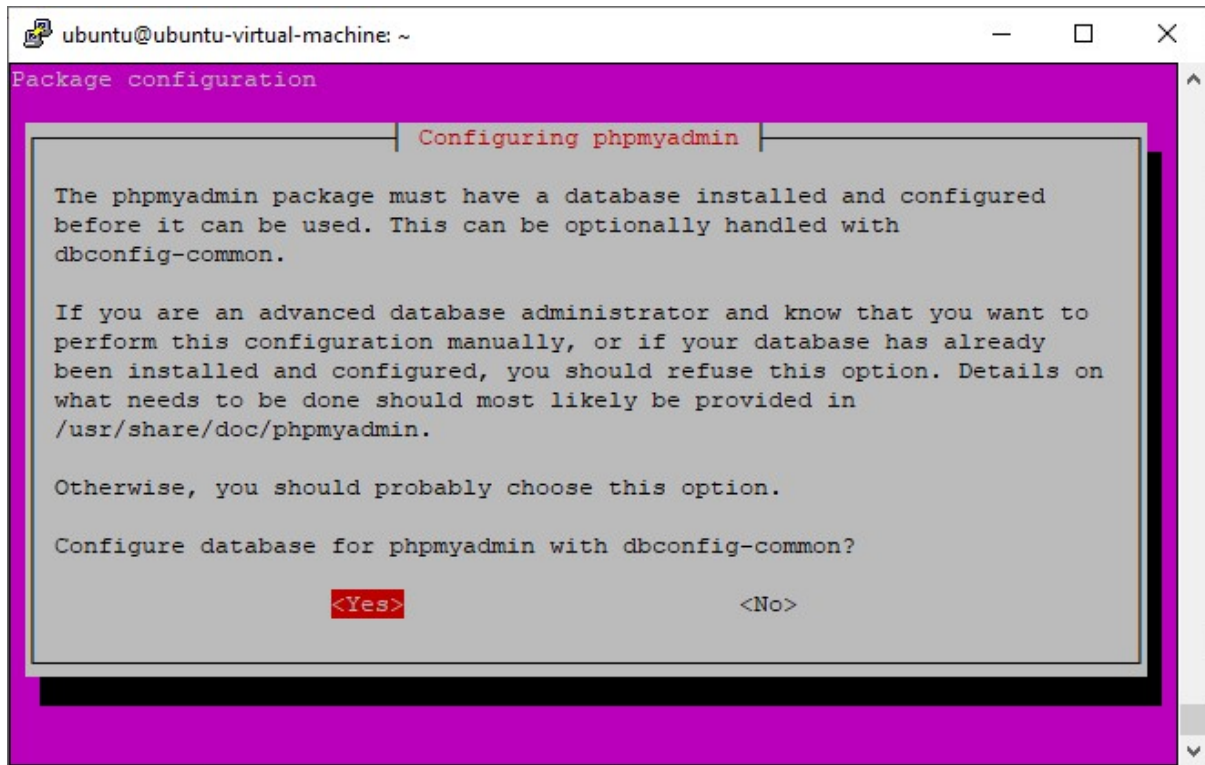 ubuntu@ubuntu-virtual-machine: ~
Package configuration
Configuring phpmyadmin
The phpmyadmin package must have a database installed and configured
before it can be used. This can be optionally handled with
dbconfig-common.
If you are an advanced database administrator and know that you want to
perform this configuration manually, or if your database has already
been installed and configured, you should refuse this option. Details on
what needs to be done should most likely be provided in
/usr/share/doc/phpmyadmin.
Otherwise, you should probably choose this option.
Configure database for phpmyadmin with dbconfig-common?
<Yes> <No>